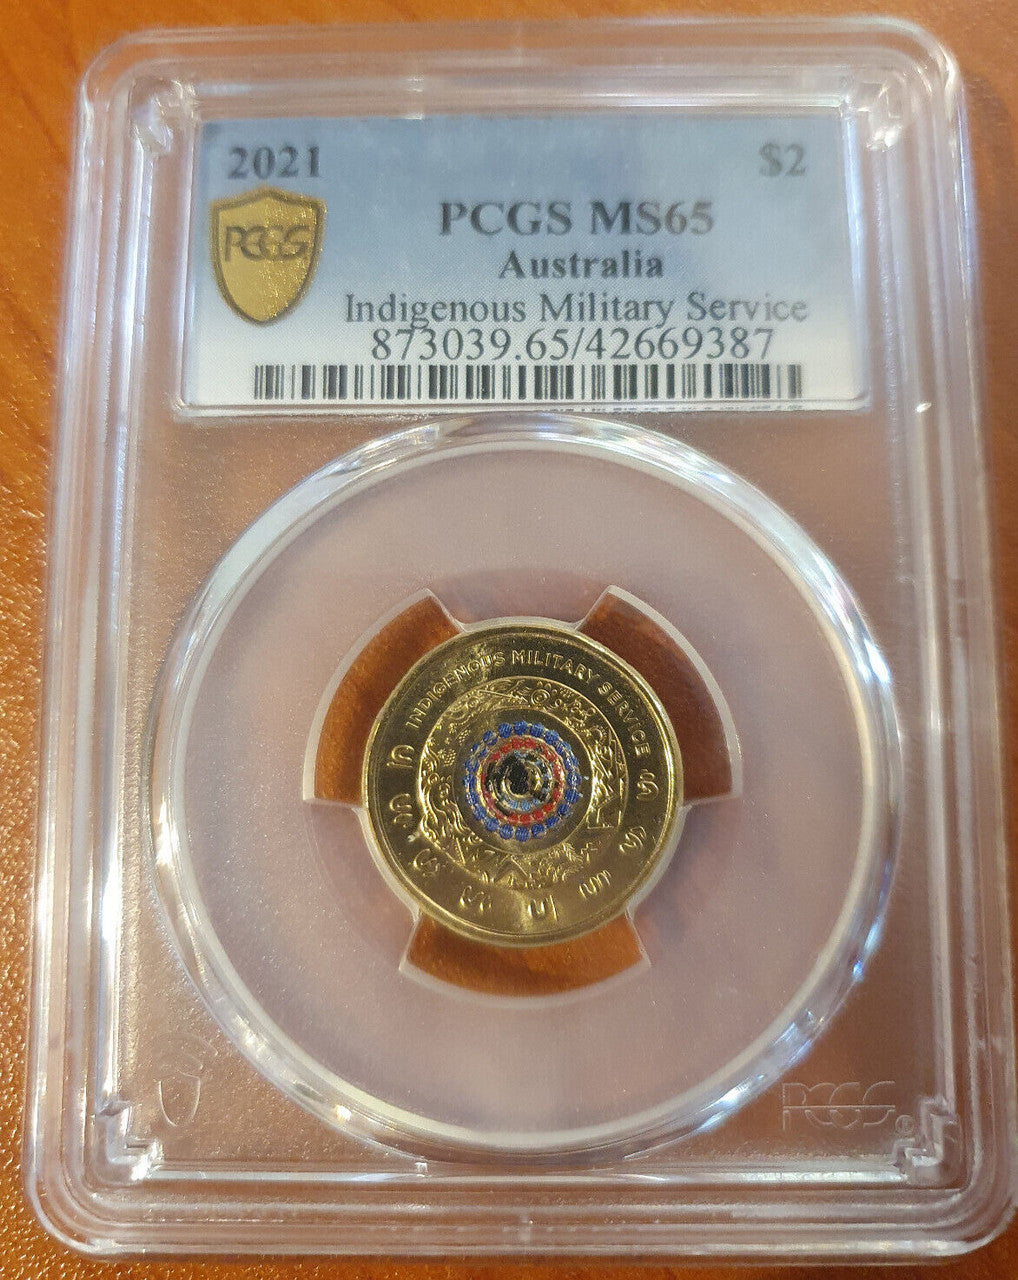 2021 $2
PCGS
PCGS MS65
Australia
Indigenous Military Service
873039.65/42669387
INDIGENOUS MILITARY SERVICE
PCGS